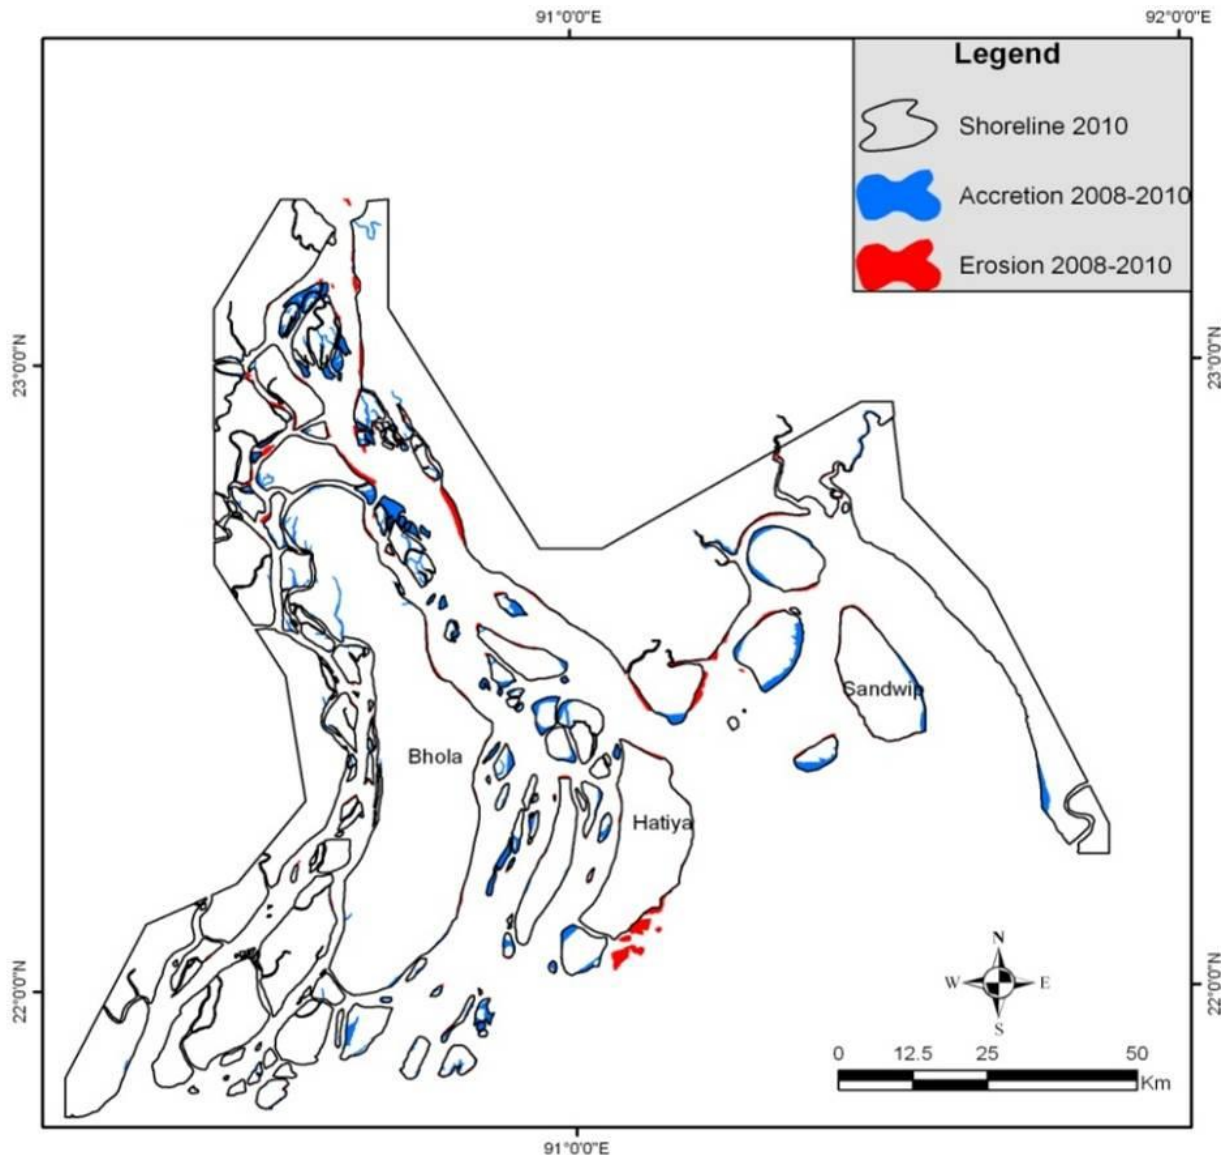 91°0'0"E 92°0'0"E
Legend
Shoreline 2010
Accretion 2008-2010
Erosion 2008-2010
23°0'0"N 23°0'0"N
Sandwip
Bhola
Hatiya
N
W E
S
22°0'0"N 22°0'0"N
0 12.5 25 50
Km
91°0'0"E